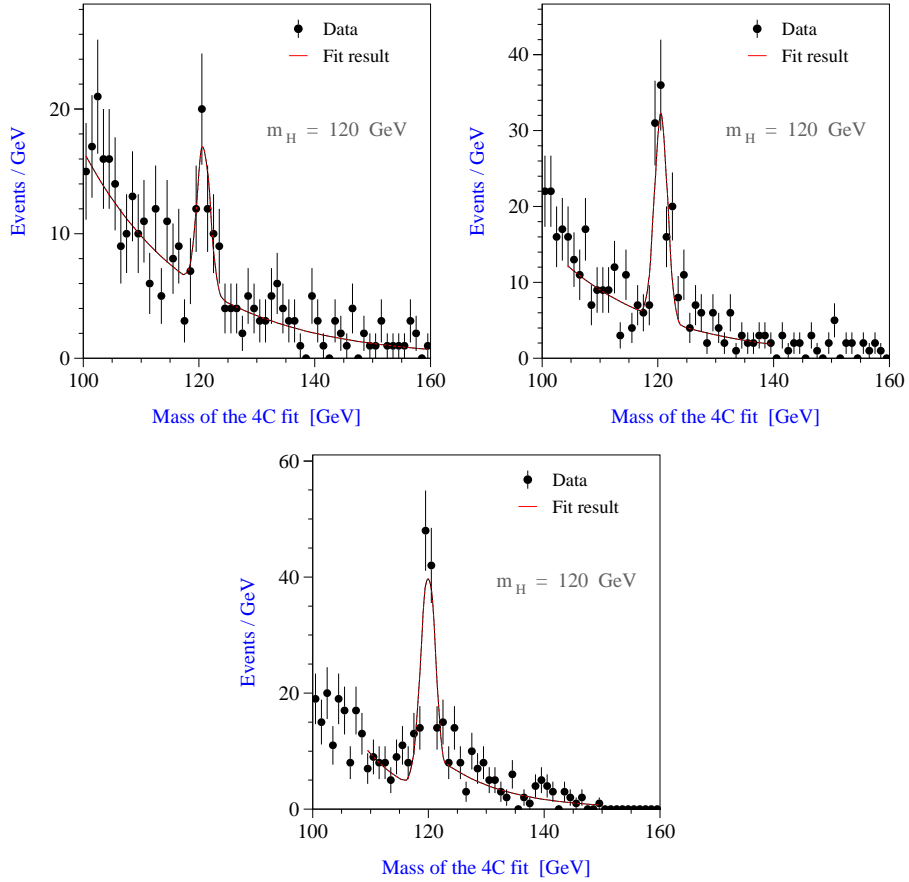 Data
Fit result
m_H = 120 GeV
Events / GeV
20
10
0
100 120 140 160
Mass of the 4C fit [GeV]
Data
Fit result
m_H = 120 GeV
Events / GeV
40
30
20
10
0
100 120 140 160
Mass of the 4C fit [GeV]
Data
Fit result
m_H = 120 GeV
Events / GeV
60
40
20
0
100 120 140 160
Mass of the 4C fit [GeV]